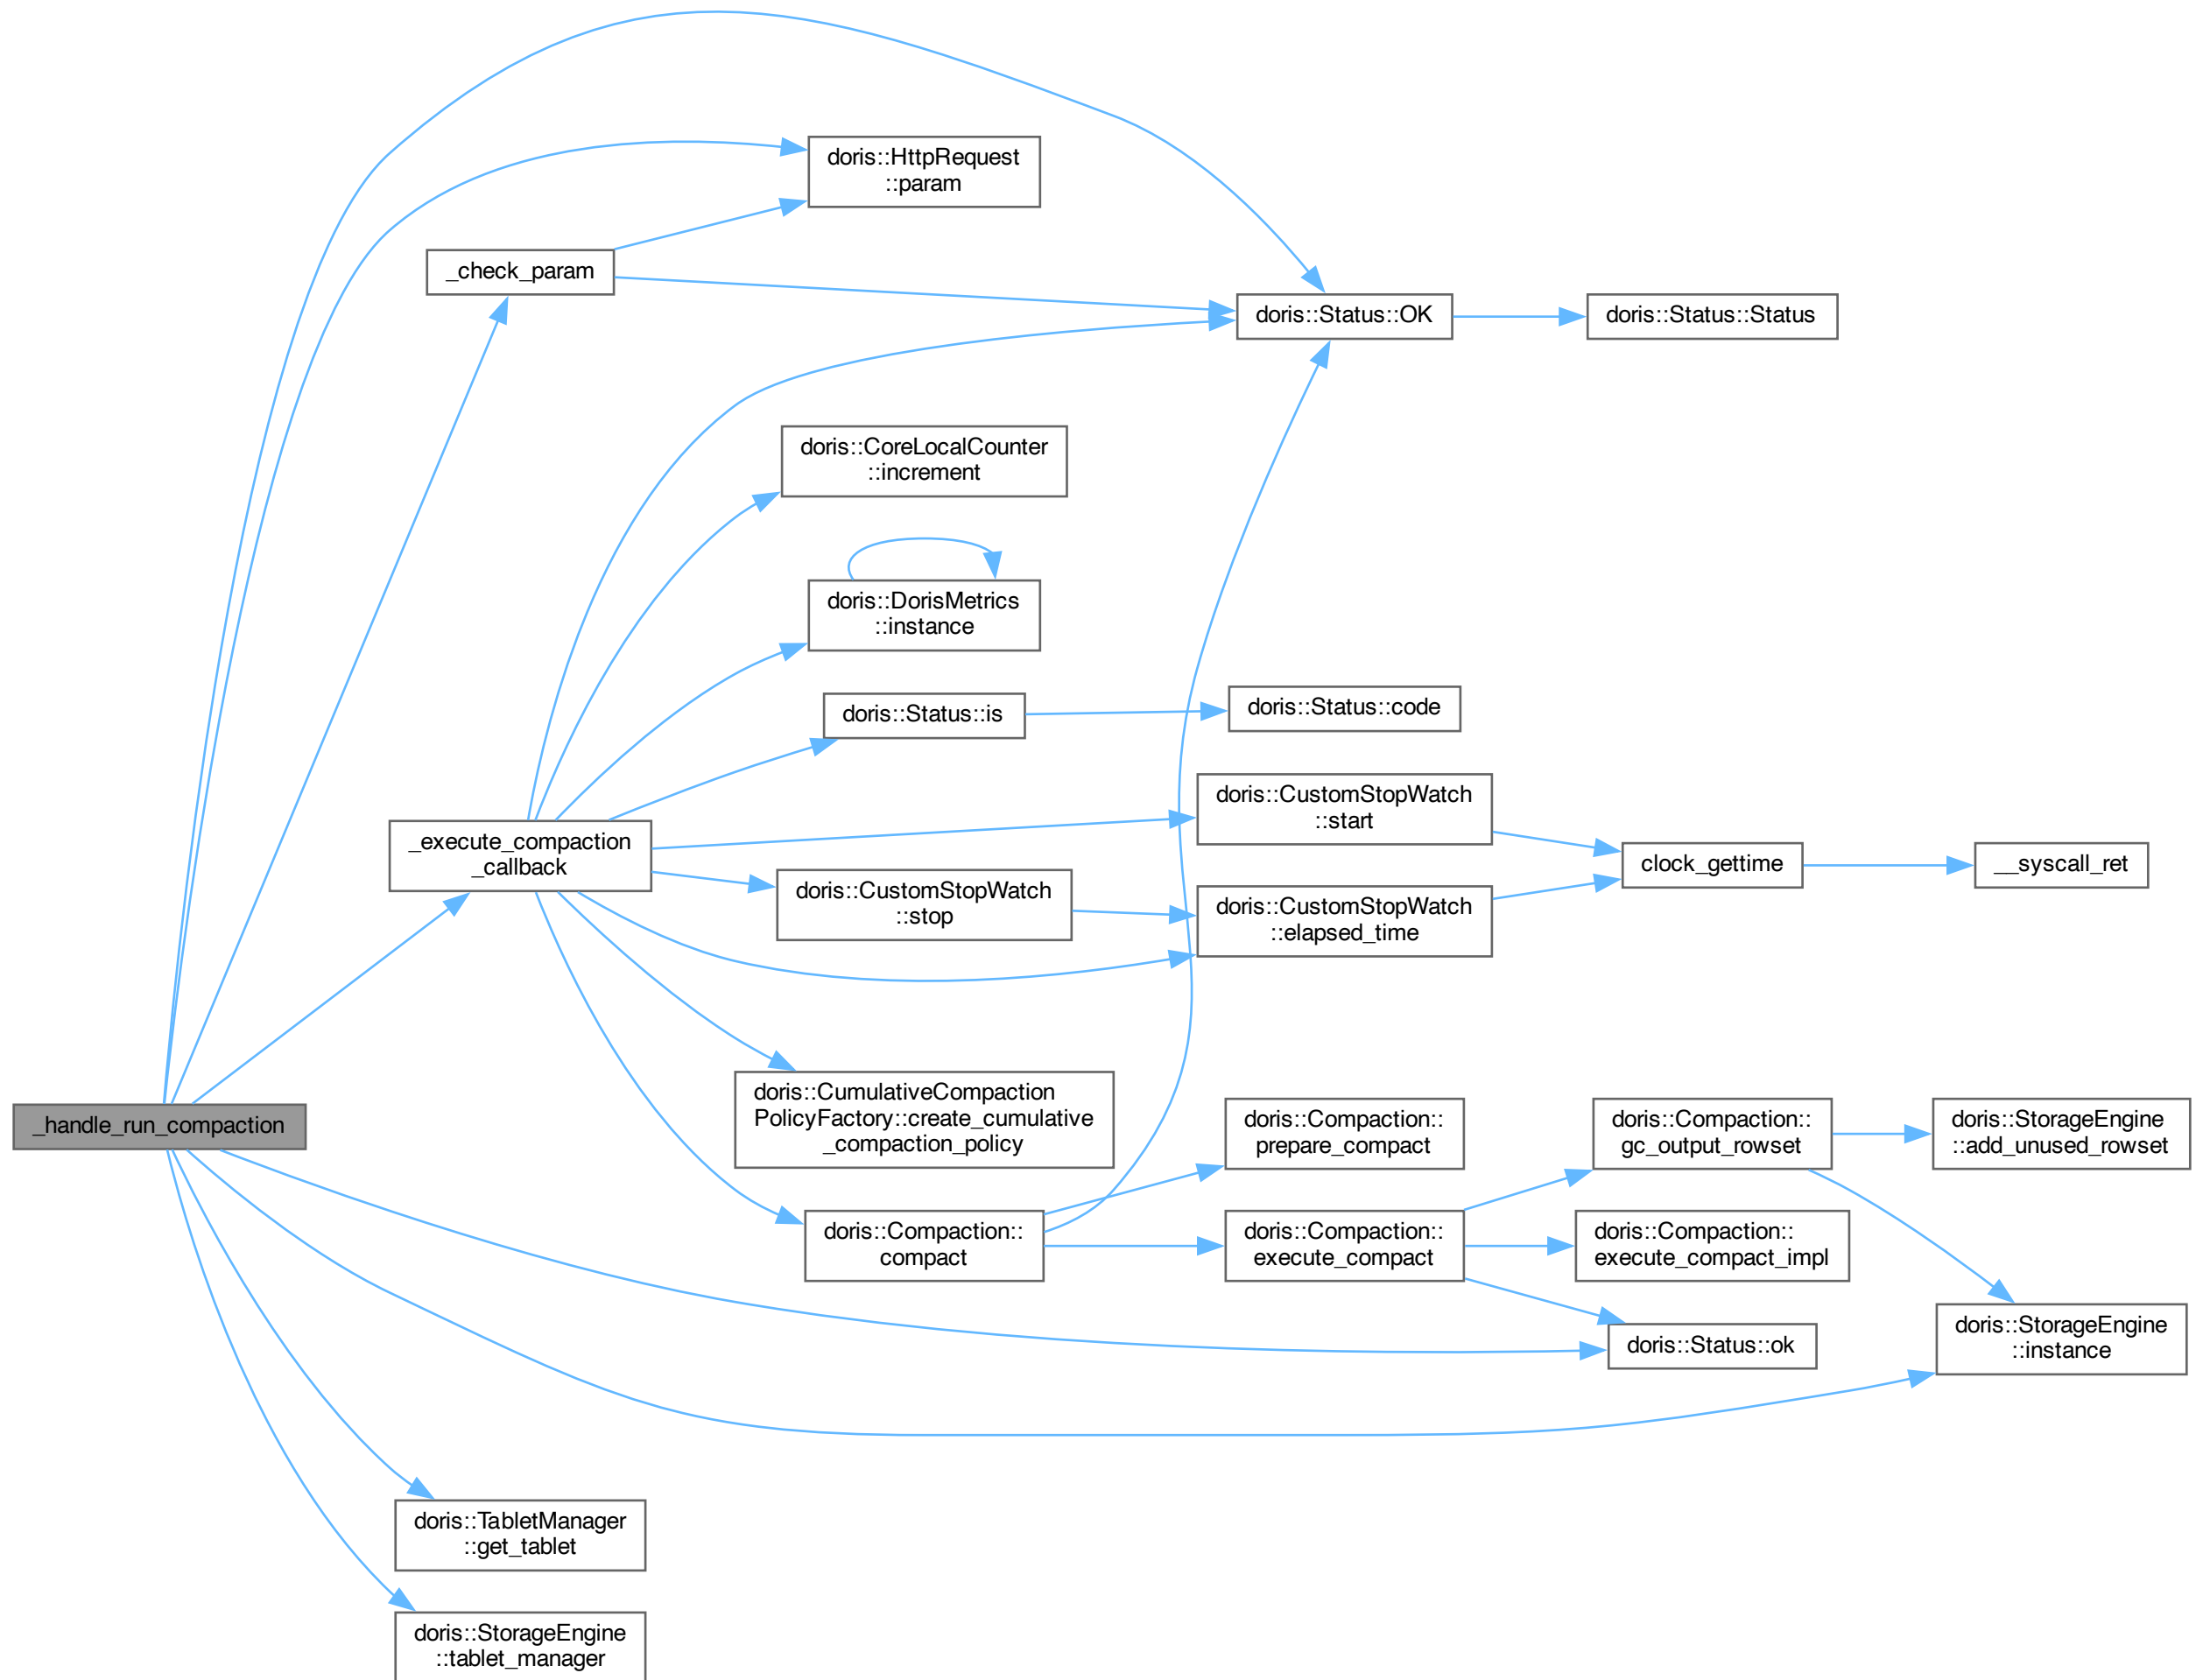 doris::HttpRequest
::param
_check_param
doris::Status::OK
doris::Status::Status
doris::CoreLocalCounter
::increment
doris::DorisMetrics
::instance
doris::Status::is
doris::Status::code
doris::CustomStopWatch
::start
_execute_compaction
_callback
clock_gettime
__syscall_ret
doris::CustomStopWatch
::stop
doris::CustomStopWatch
::elapsed_time
doris::CumulativeCompaction
PolicyFactory::create_cumulative
_compaction_policy
_handle_run_compaction
doris::Compaction::
prepare_compact
doris::Compaction::
gc_output_rowset
doris::StorageEngine
::add_unused_rowset
doris::Compaction::
compact
doris::Compaction::
execute_compact
doris::Compaction::
execute_compact_impl
doris::Status::ok
doris::StorageEngine
::instance
doris::TabletManager
::get_tablet
doris::StorageEngine
::tablet_manager